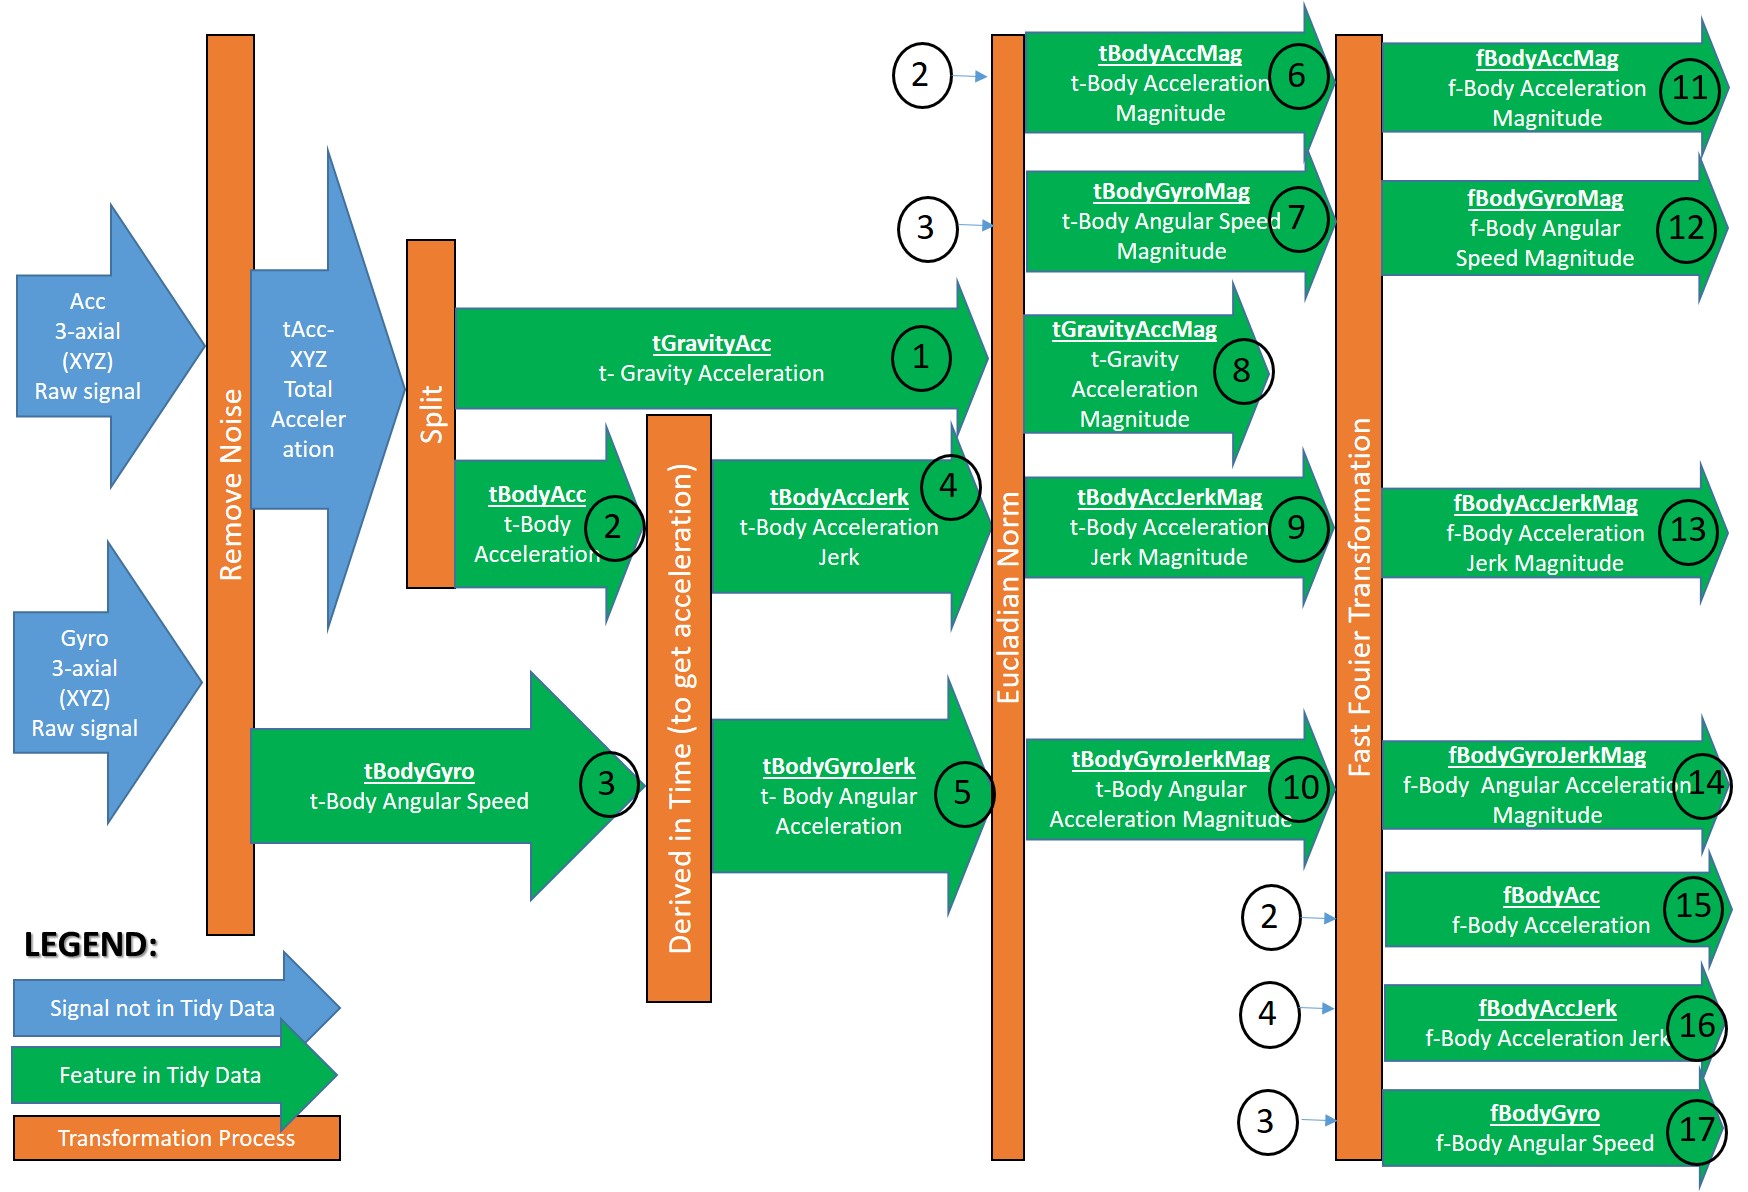 Acc
3-axial
(XYZ)
Raw signal
Gyro
3-axial
(XYZ)
Raw signal
Remove Noise
tAcc-
XYZ
Total
Acceler
ation
Split
tGravityAcc
t- Gravity Acceleration
1
tBodyAcc
t-Body
Acceleration
2
tBodyGyro
t-Body Angular Speed
3
Derived in Time (to get acceleration)
tBodyAccJerk
t-Body Acceleration
Jerk
4
tBodyGyroJerk
t- Body Angular
Acceleration
5
2
3
Eucladian Norm
tBodyAccMag
t-Body Acceleration
Magnitude
6
tBodyGyroMag
t-Body Angular Speed
Magnitude
7
tGravityAccMag
t-Gravity
Acceleration
Magnitude
8
tBodyAccJerkMag
t-Body Acceleration
Jerk Magnitude
9
tBodyGyroJerkMag
t-Body Angular
Acceleration Magnitude
10
2
4
3
Fast Fouier Transformation
fBodyAccMag
f-Body Acceleration
Magnitude
11
fBodyGyroMag
f-Body Angular
Speed Magnitude
12
fBodyAccJerkMag
f-Body Acceleration
Jerk Magnitude
13
fBodyGyroJerkMag
f-Body  Angular Acceleration
Magnitude
14
fBodyAcc
f-Body Acceleration
15
fBodyAccJerk
f-Body Acceleration Jerk
16
fBodyGyro
f-Body Angular Speed
17
LEGEND:
Signal not in Tidy Data
Feature in Tidy Data
Transformation Process